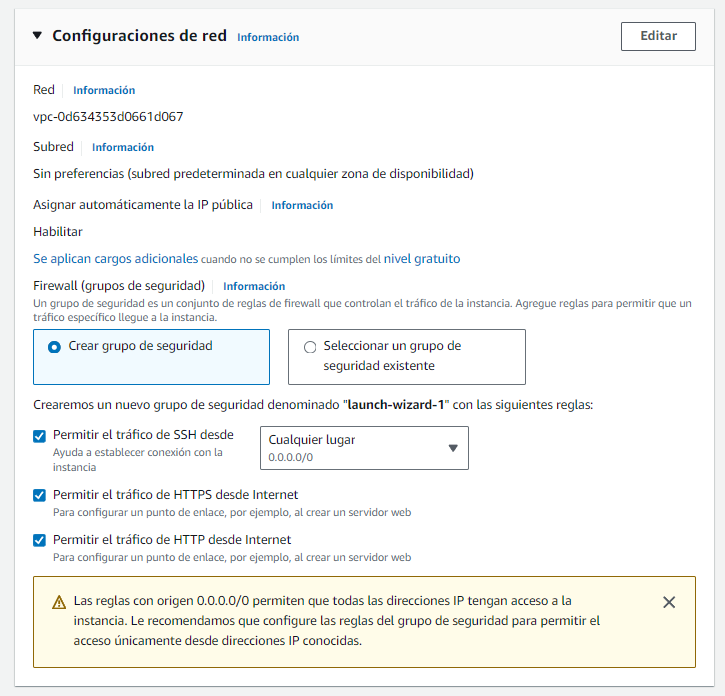 Configuraciones de red Información Editar
Red Información
vpc-0d634353d0661d067
Subred Información
Sin preferencias (subred predeterminada en cualquier zona de disponibilidad)
Asignar automáticamente la IP pública Información
Habilitar
Se aplican cargos adicionales cuando no se cumplen los límites del nivel gratuito
Firewall (grupos de seguridad) Información
Un grupo de seguridad es un conjunto de reglas de firewall que controlan el tráfico de la instancia. Agregue reglas para permitir que un
tráfico específico llegue a la instancia.
Crear grupo de seguridad
Seleccionar un grupo de
seguridad existente
Crearemos un nuevo grupo de seguridad denominado "launch-wizard-1" con las siguientes reglas:
Permitir el tráfico de SSH desde
Ayuda a establecer conexión con la
instancia
Cualquier lugar
0.0.0.0/0
Permitir el tráfico de HTTPS desde Internet
Para configurar un punto de enlace, por ejemplo, al crear un servidor web
Permitir el tráfico de HTTP desde Internet
Para configurar un punto de enlace, por ejemplo, al crear un servidor web
Las reglas con origen 0.0.0.0/0 permiten que todas las direcciones IP tengan acceso a la
instancia. Le recomendamos que configure las reglas del grupo de seguridad para permitir el
acceso únicamente desde direcciones IP conocidas.